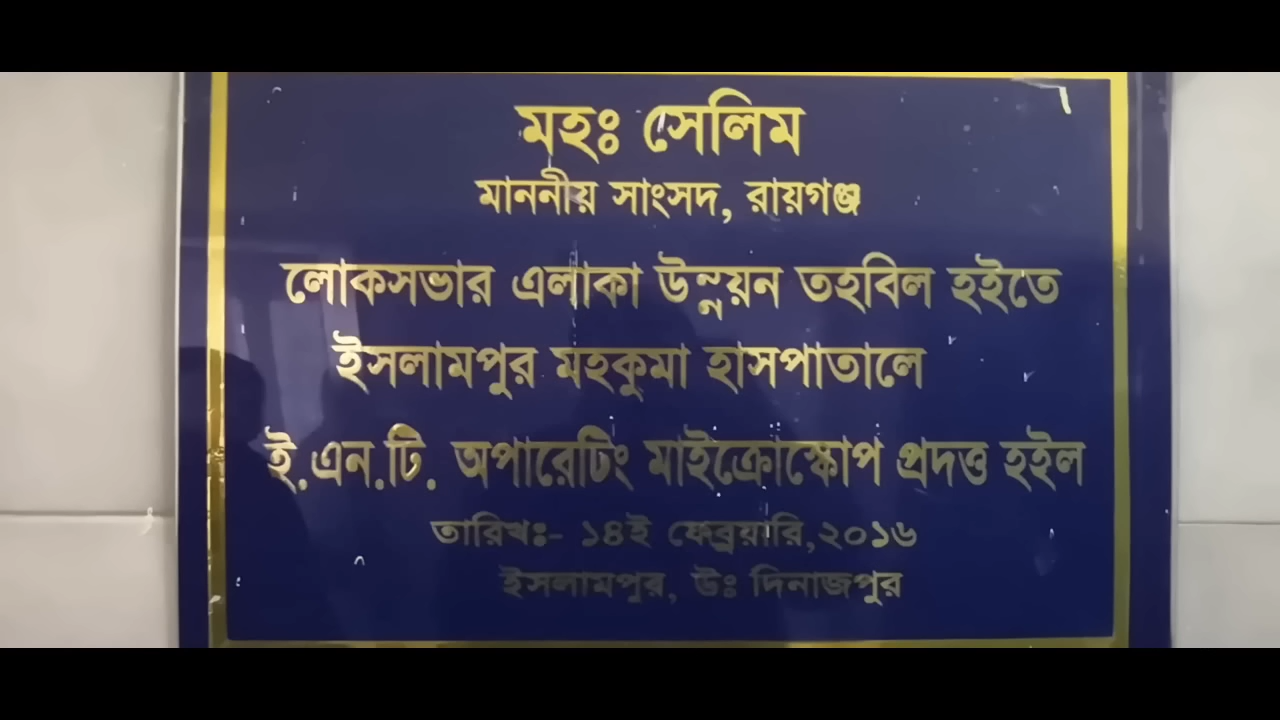 মহঃ সেলিম
মাননীয় সাংসদ, রায়গঞ্জ
লোকসভার এলাকা উন্নয়ন তহবিল হইতে
ইসলামপুর মহকুমা হাসপাতালে
ই.এন.টি. অপারেটিং মাইক্রোস্কোপ প্রদত্ত হইল
তারিখঃ- ১৪ই ফেব্রুয়ারি,২০১৬
ইসলামপুর, উঃ দিনাজপুর